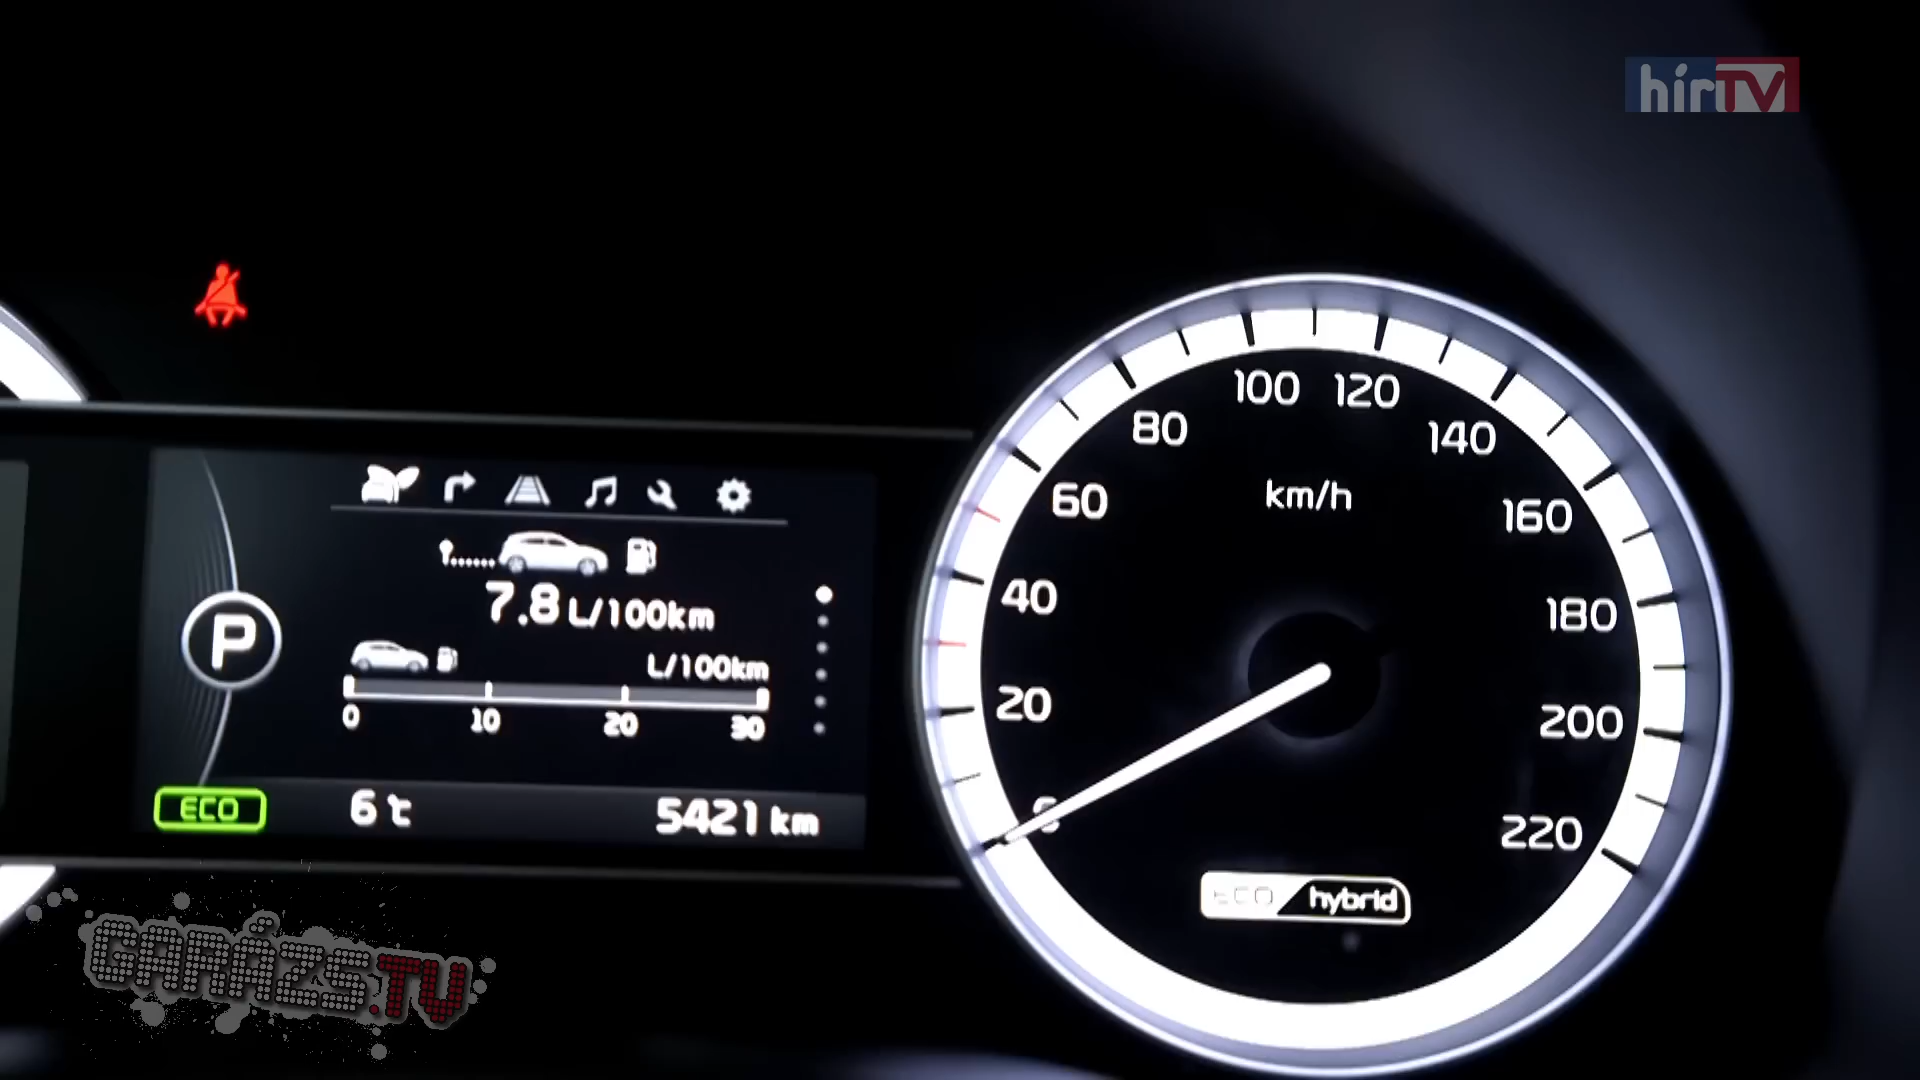 hírTV
100 120
80 140
60 km/h 160
40 180
20 200
220
ECO hybrid
7.8 L/100km
L/100km
0 10 20 30
P
ECO 6℃ 5421 km
GARÁZS.TV